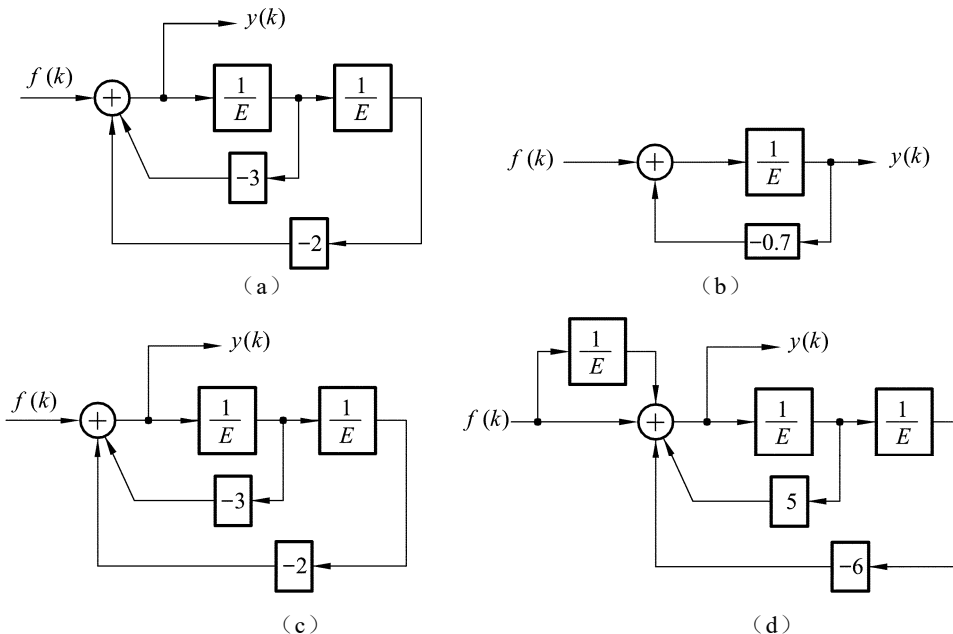 y(k)
f (k)
+
1
E
1
E
−3
−2
(a)
f (k)
+
1
E
y(k)
−0.7
(b)
y(k)
f (k)
+
1
E
1
E
−3
−2
(c)
1
E
y(k)
f (k)
+
1
E
1
E
5
−6
(d)